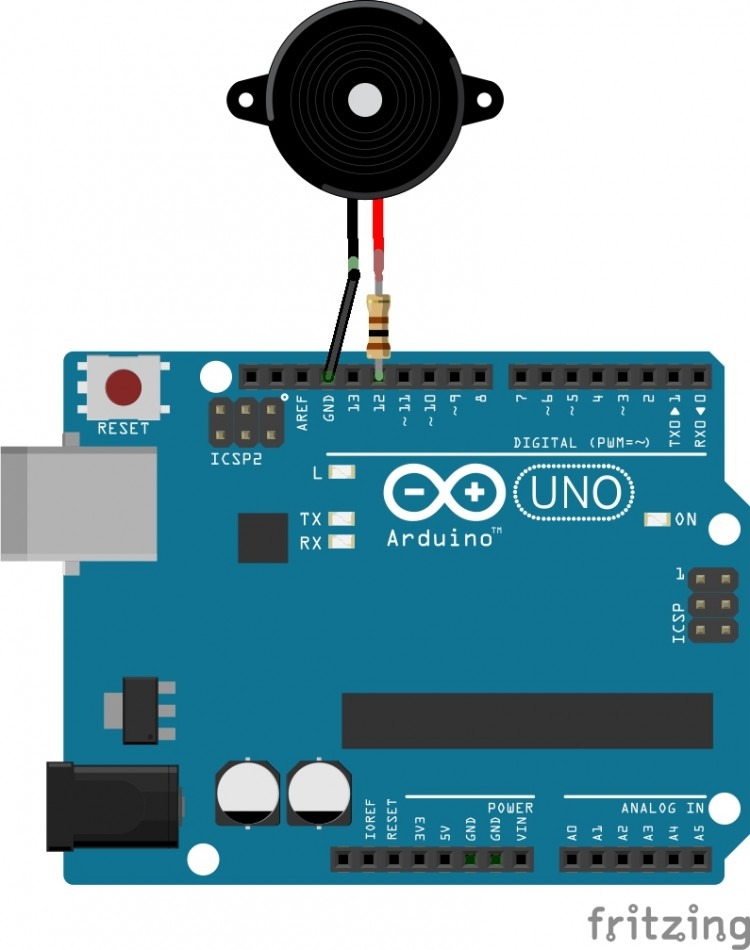 AREF
GND
13
12
~11
~10
~9
8
7
~6
~5
4
~3
2
TX0▶1
RX0◀0
RESET
ICSP2
DIGITAL (PWM=~)
L
TX
RX
UNO
Arduino™
ON
1
ICSP
IOREF
RESET
3V3
5V
GND
GND
VIN
POWER
ANALOG IN
A0
A1
A2
A3
A4
A5
fritzing